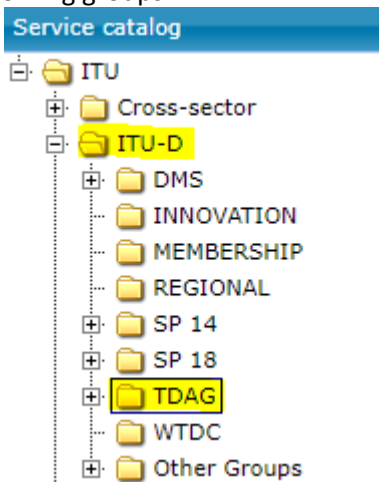 Service catalog
ITU
Cross-sector
ITU-D
DMS
INNOVATION
MEMBERSHIP
REGIONAL
SP 14
SP 18
TDAG
WTDC
Other Groups